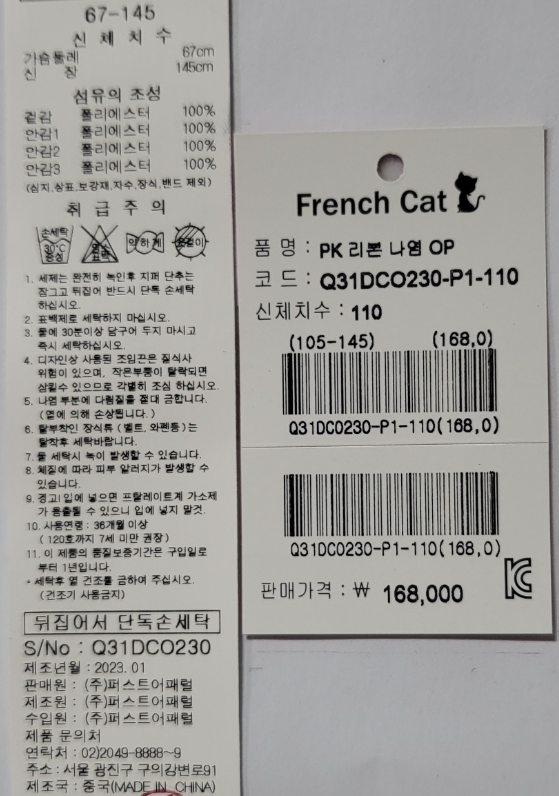 67-145
신 체 치 수
가슴둘레 67cm
신 장 145cm
섬유의 조성
겉감 폴리에스터 100%
안감1 폴리에스터 100%
안감2 폴리에스터 100%
안감3 폴리에스터 100%
(심지,상표,보강재,자수,장식,밴드 제외)
취 급 주 의
손세탁
30℃
중성
염소
표백
약하게
옷걸이
1. 세제는 완전히 녹인후 지퍼 단추는
잠그고 뒤집어 반드시 단독 손세탁
하십시오.
2. 표백제로 세탁하지 마십시오.
3. 물에 30분이상 담구어 두지 마시고
즉시 세탁하십시오.
4. 디자인상 사용된 조임끈은 질식사
위험이 있으며, 작은부품이 탈락되면
삼킬수 있으므로 각별히 조심 하십시오.
5. 나염 부분에 다림질을 절대 금합니다.
(열에 의해 손상됩니다.)
6. 탈부착인 장식류 (벨트, 와펜등)는
탈착후 세탁바랍니다.
7. 물 세탁시 녹이 발생할 수 있습니다.
8. 체질에 따라 피부 알러지가 발생할 수
있습니다.
9. 경고! 입에 넣으면 프탈레이트계 가소제
가 용출될 수 있으니 입에 넣지 말것.
10. 사용연령 : 36개월 이상
(120호까지 7세 미만 권장)
11. 이 제품의 품질보증기간은 구입일로
부터 1년입니다.
* 세탁후 열 건조를 금하여 주십시오.
(건조기 사용금지)
뒤집어서 단독손세탁
S/No : Q31DCO230
제조년월 : 2023. 01
판매원 : (주)퍼스트어패럴
제조원 : (주)퍼스트어패럴
수입원 : (주)퍼스트어패럴
제품 문의처
연락처 : 02)2049-8888~9
주소 : 서울 광진구 구의강변로91
제조국 : 중국(MADE IN CHINA)
French Cat
품 명 : PK 리본 나염 OP
코 드 : Q31DCO230-P1-110
신체치수 : 110
(105-145) (168,0)
Q31DCO230-P1-110(168,0)
Q31DCO230-P1-110(168,0)
판매가격 : ₩ 168,000